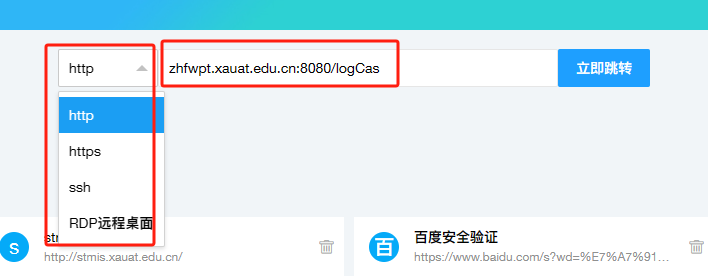 http
zhfwpt.xauat.edu.cn:8080/logCas
立即跳转
http
https
ssh
RDP远程桌面
S
http://stmis.xauat.edu.cn/
百
百度安全验证
https://www.baidu.com/s?wd=%E7%A7%91...